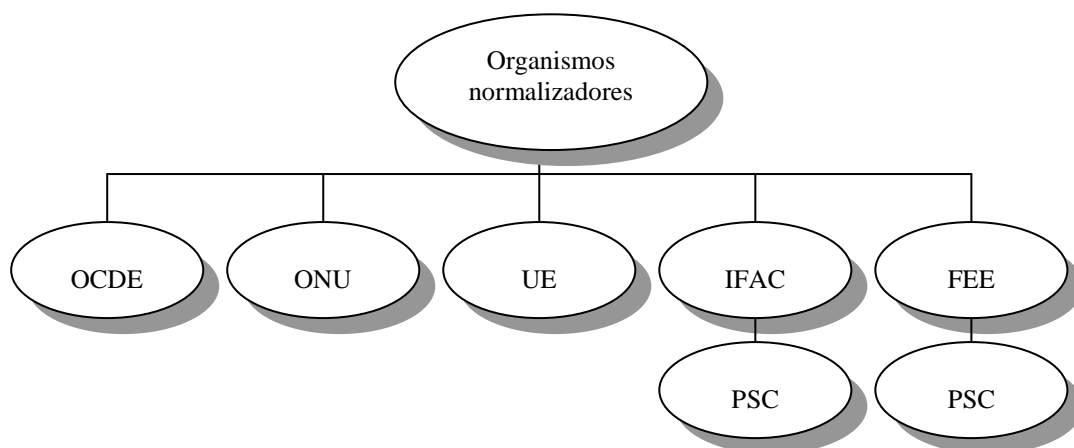 Organismos
normalizadores
OCDE
ONU
UE
IFAC
FEE
PSC
PSC